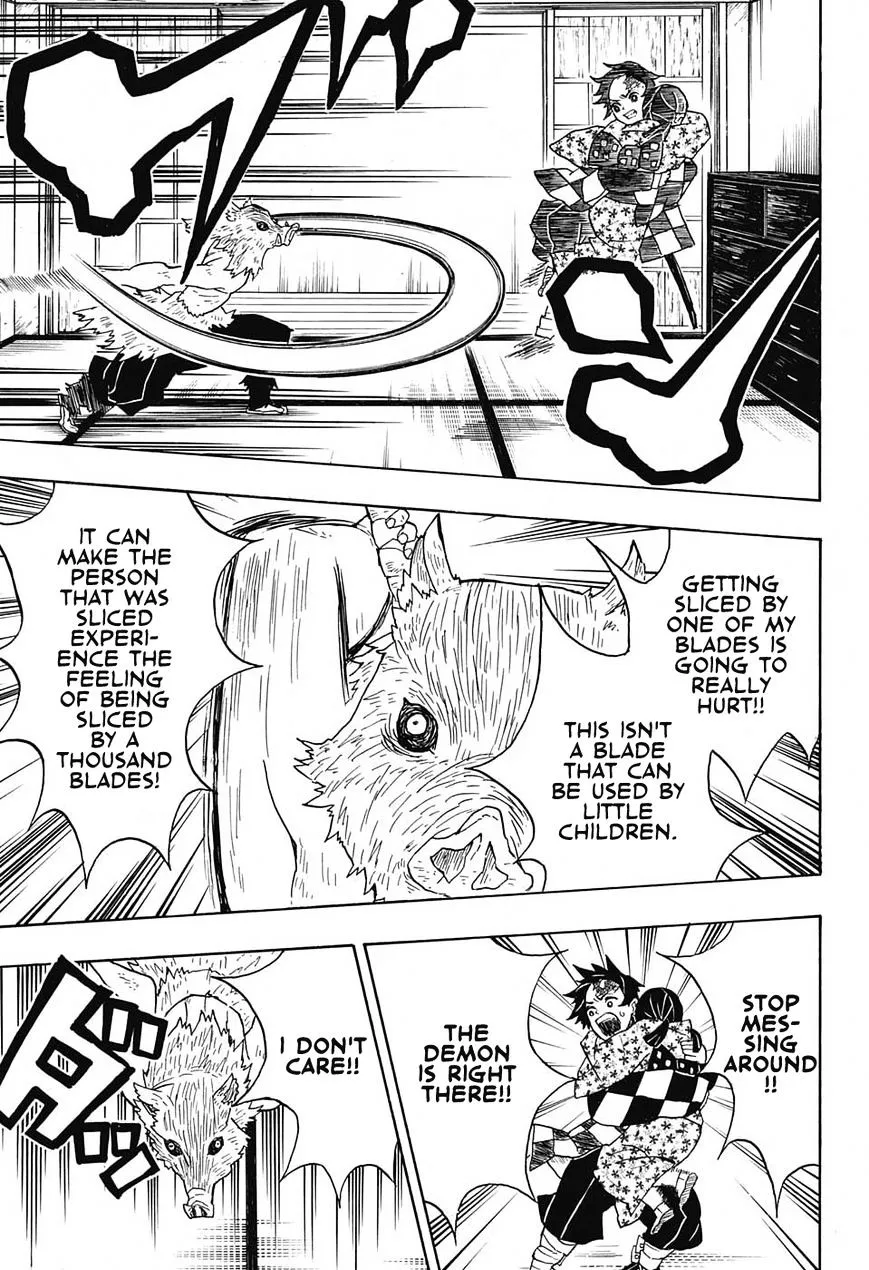 ブ
ン
GETTING
SLICED BY
ONE OF MY
BLADES IS
GOING TO
REALLY
HURT!!
THIS ISN'T
A BLADE
THAT CAN
BE USED BY
LITTLE
CHILDREN.
IT CAN
MAKE THE
PERSON
THAT WAS
SLICED
EXPERI-
ENCE THE
FEELING
OF BEING
SLICED
BY A
THOUSAND
BLADES!
STOP
MES-
SING
AROUND
!!
THE
DEMON
IS RIGHT
THERE!!
I DON'T
CARE!!